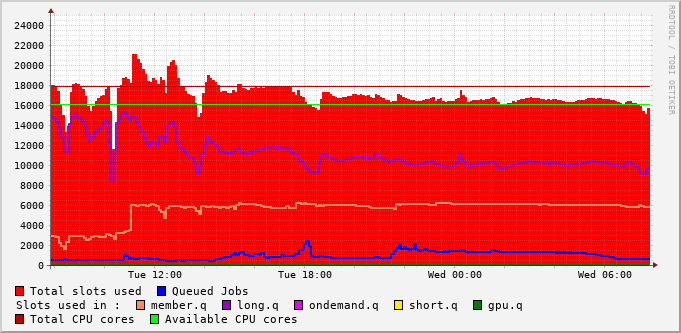 24000
22000
20000
18000
16000
14000
12000
10000
8000
6000
4000
2000
0
Tue 12:00 Tue 18:00 Wed 00:00 Wed 06:00
RRDTOOL / TOBI OETIKER
Total slots used Queued Jobs
Slots used in : member.q long.q ondemand.q short.q gpu.q
Total CPU cores Available CPU cores